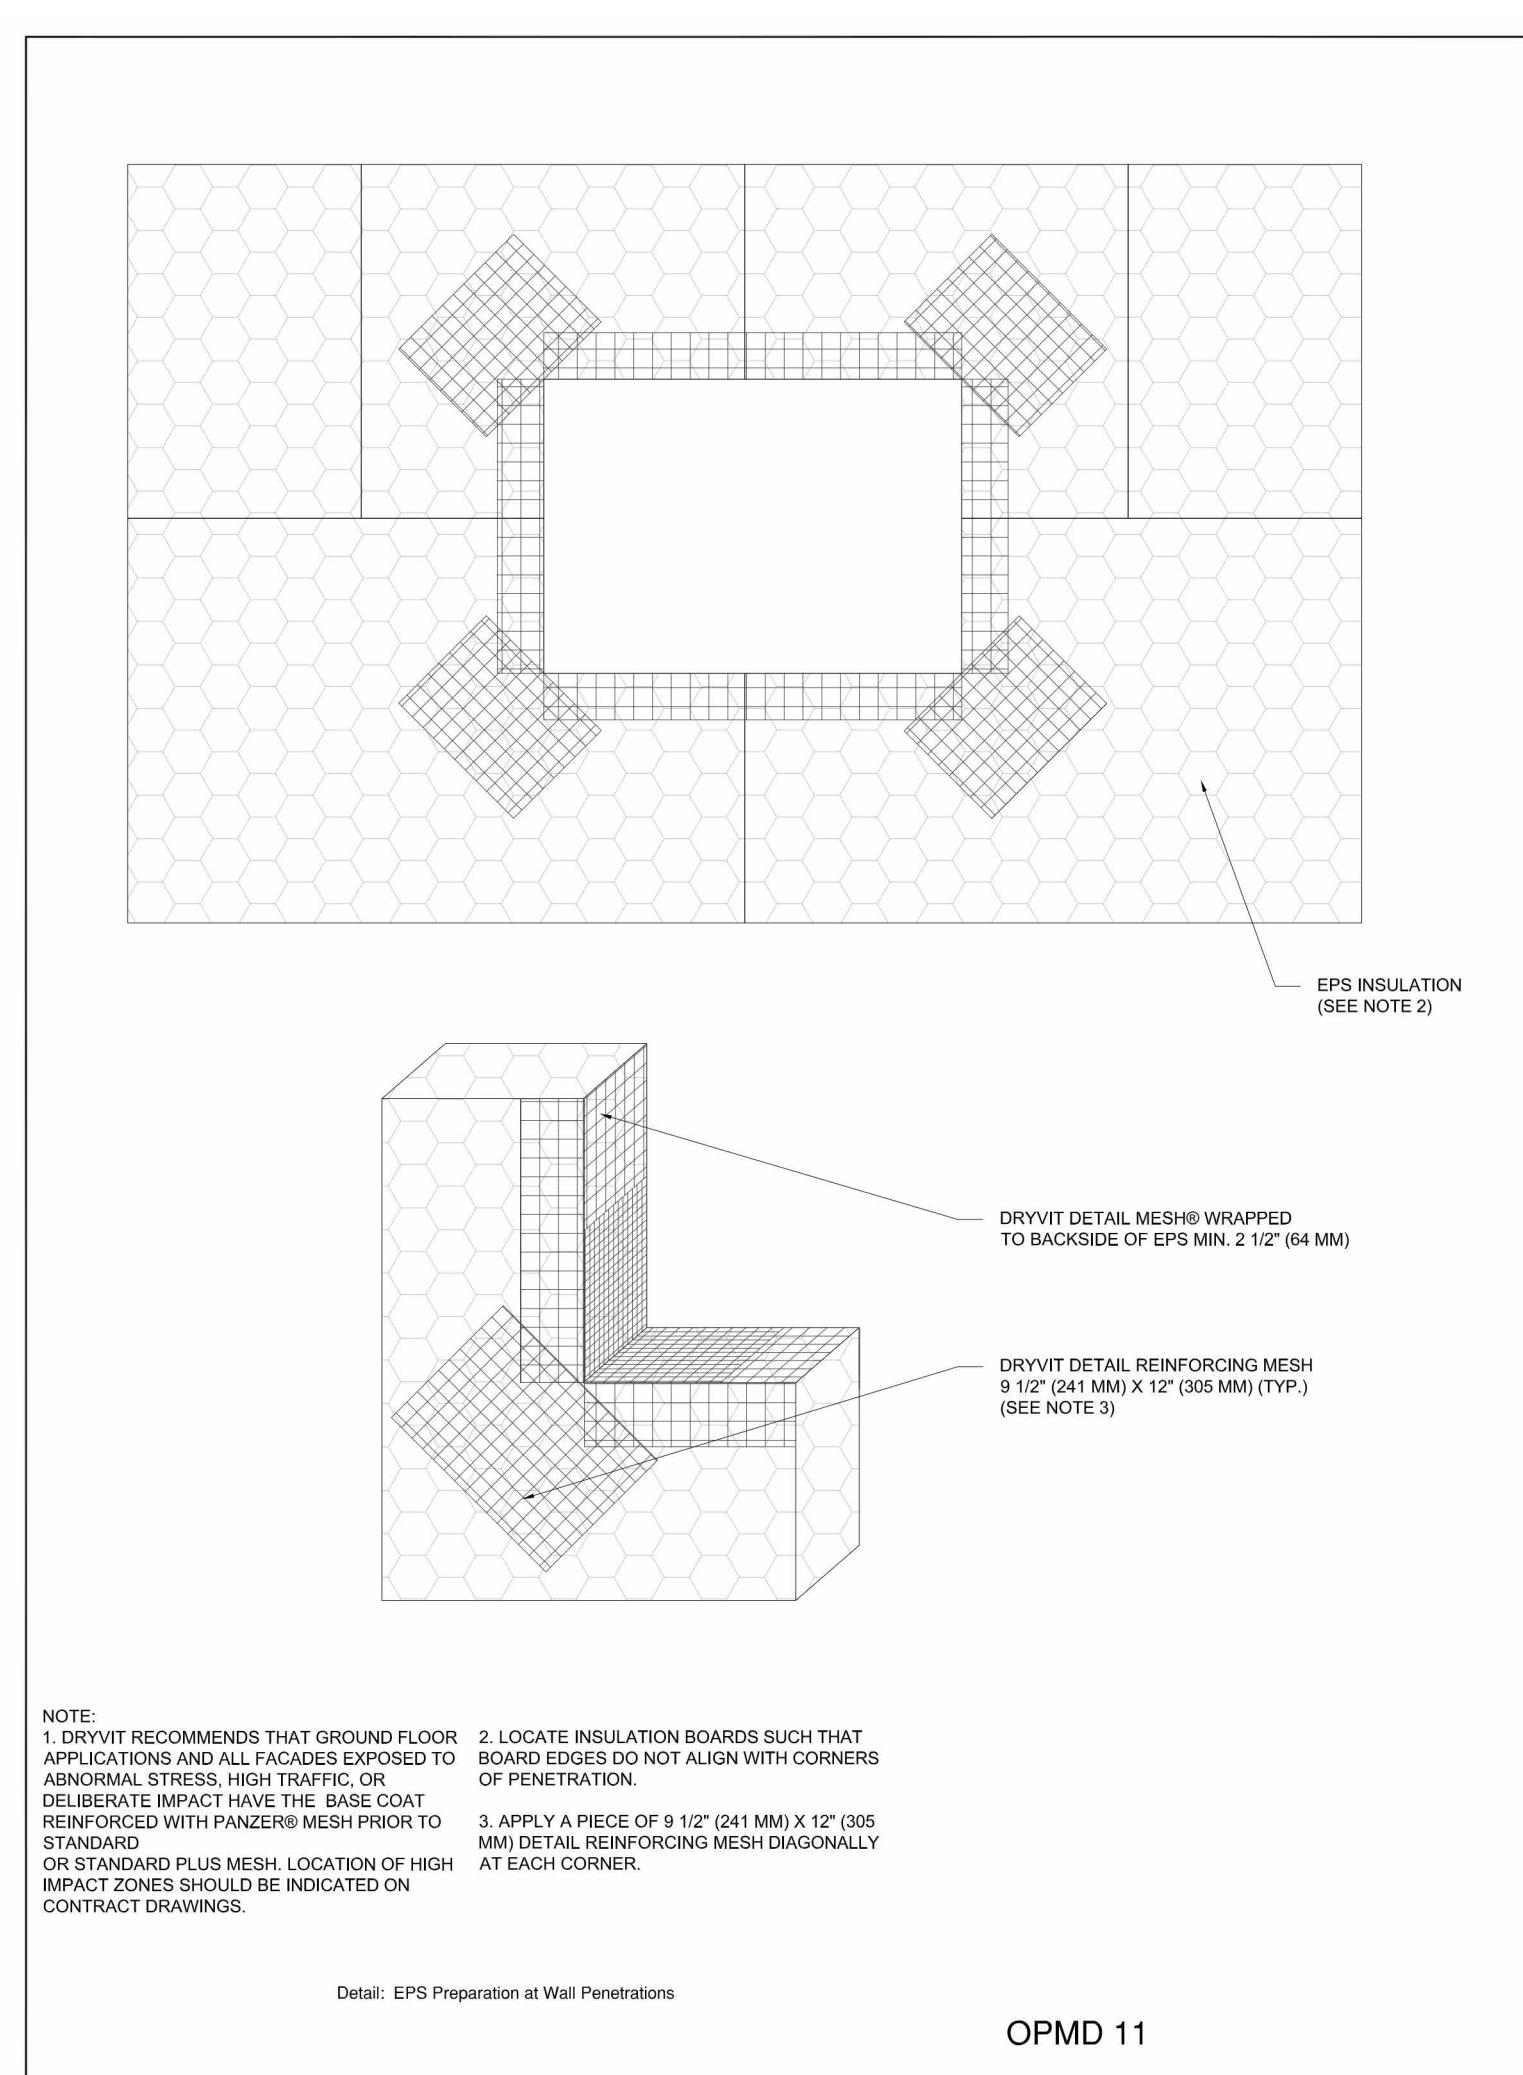 EPS INSULATION
(SEE NOTE 2)
DRYVIT DETAIL MESH® WRAPPED
TO BACKSIDE OF EPS MIN. 2 1/2" (64 MM)
DRYVIT DETAIL REINFORCING MESH
9 1/2" (241 MM) X 12" (305 MM) (TYP.)
(SEE NOTE 3)
NOTE:
1. DRYVIT RECOMMENDS THAT GROUND FLOOR
APPLICATIONS AND ALL FACADES EXPOSED TO
ABNORMAL STRESS, HIGH TRAFFIC, OR
DELIBERATE IMPACT HAVE THE BASE COAT
REINFORCED WITH PANZER® MESH PRIOR TO
STANDARD
OR STANDARD PLUS MESH. LOCATION OF HIGH
IMPACT ZONES SHOULD BE INDICATED ON
CONTRACT DRAWINGS.
2. LOCATE INSULATION BOARDS SUCH THAT
BOARD EDGES DO NOT ALIGN WITH CORNERS
OF PENETRATION.
3. APPLY A PIECE OF 9 1/2" (241 MM) X 12" (305
MM) DETAIL REINFORCING MESH DIAGONALLY
AT EACH CORNER.
Detail: EPS Preparation at Wall Penetrations
OPMD 11